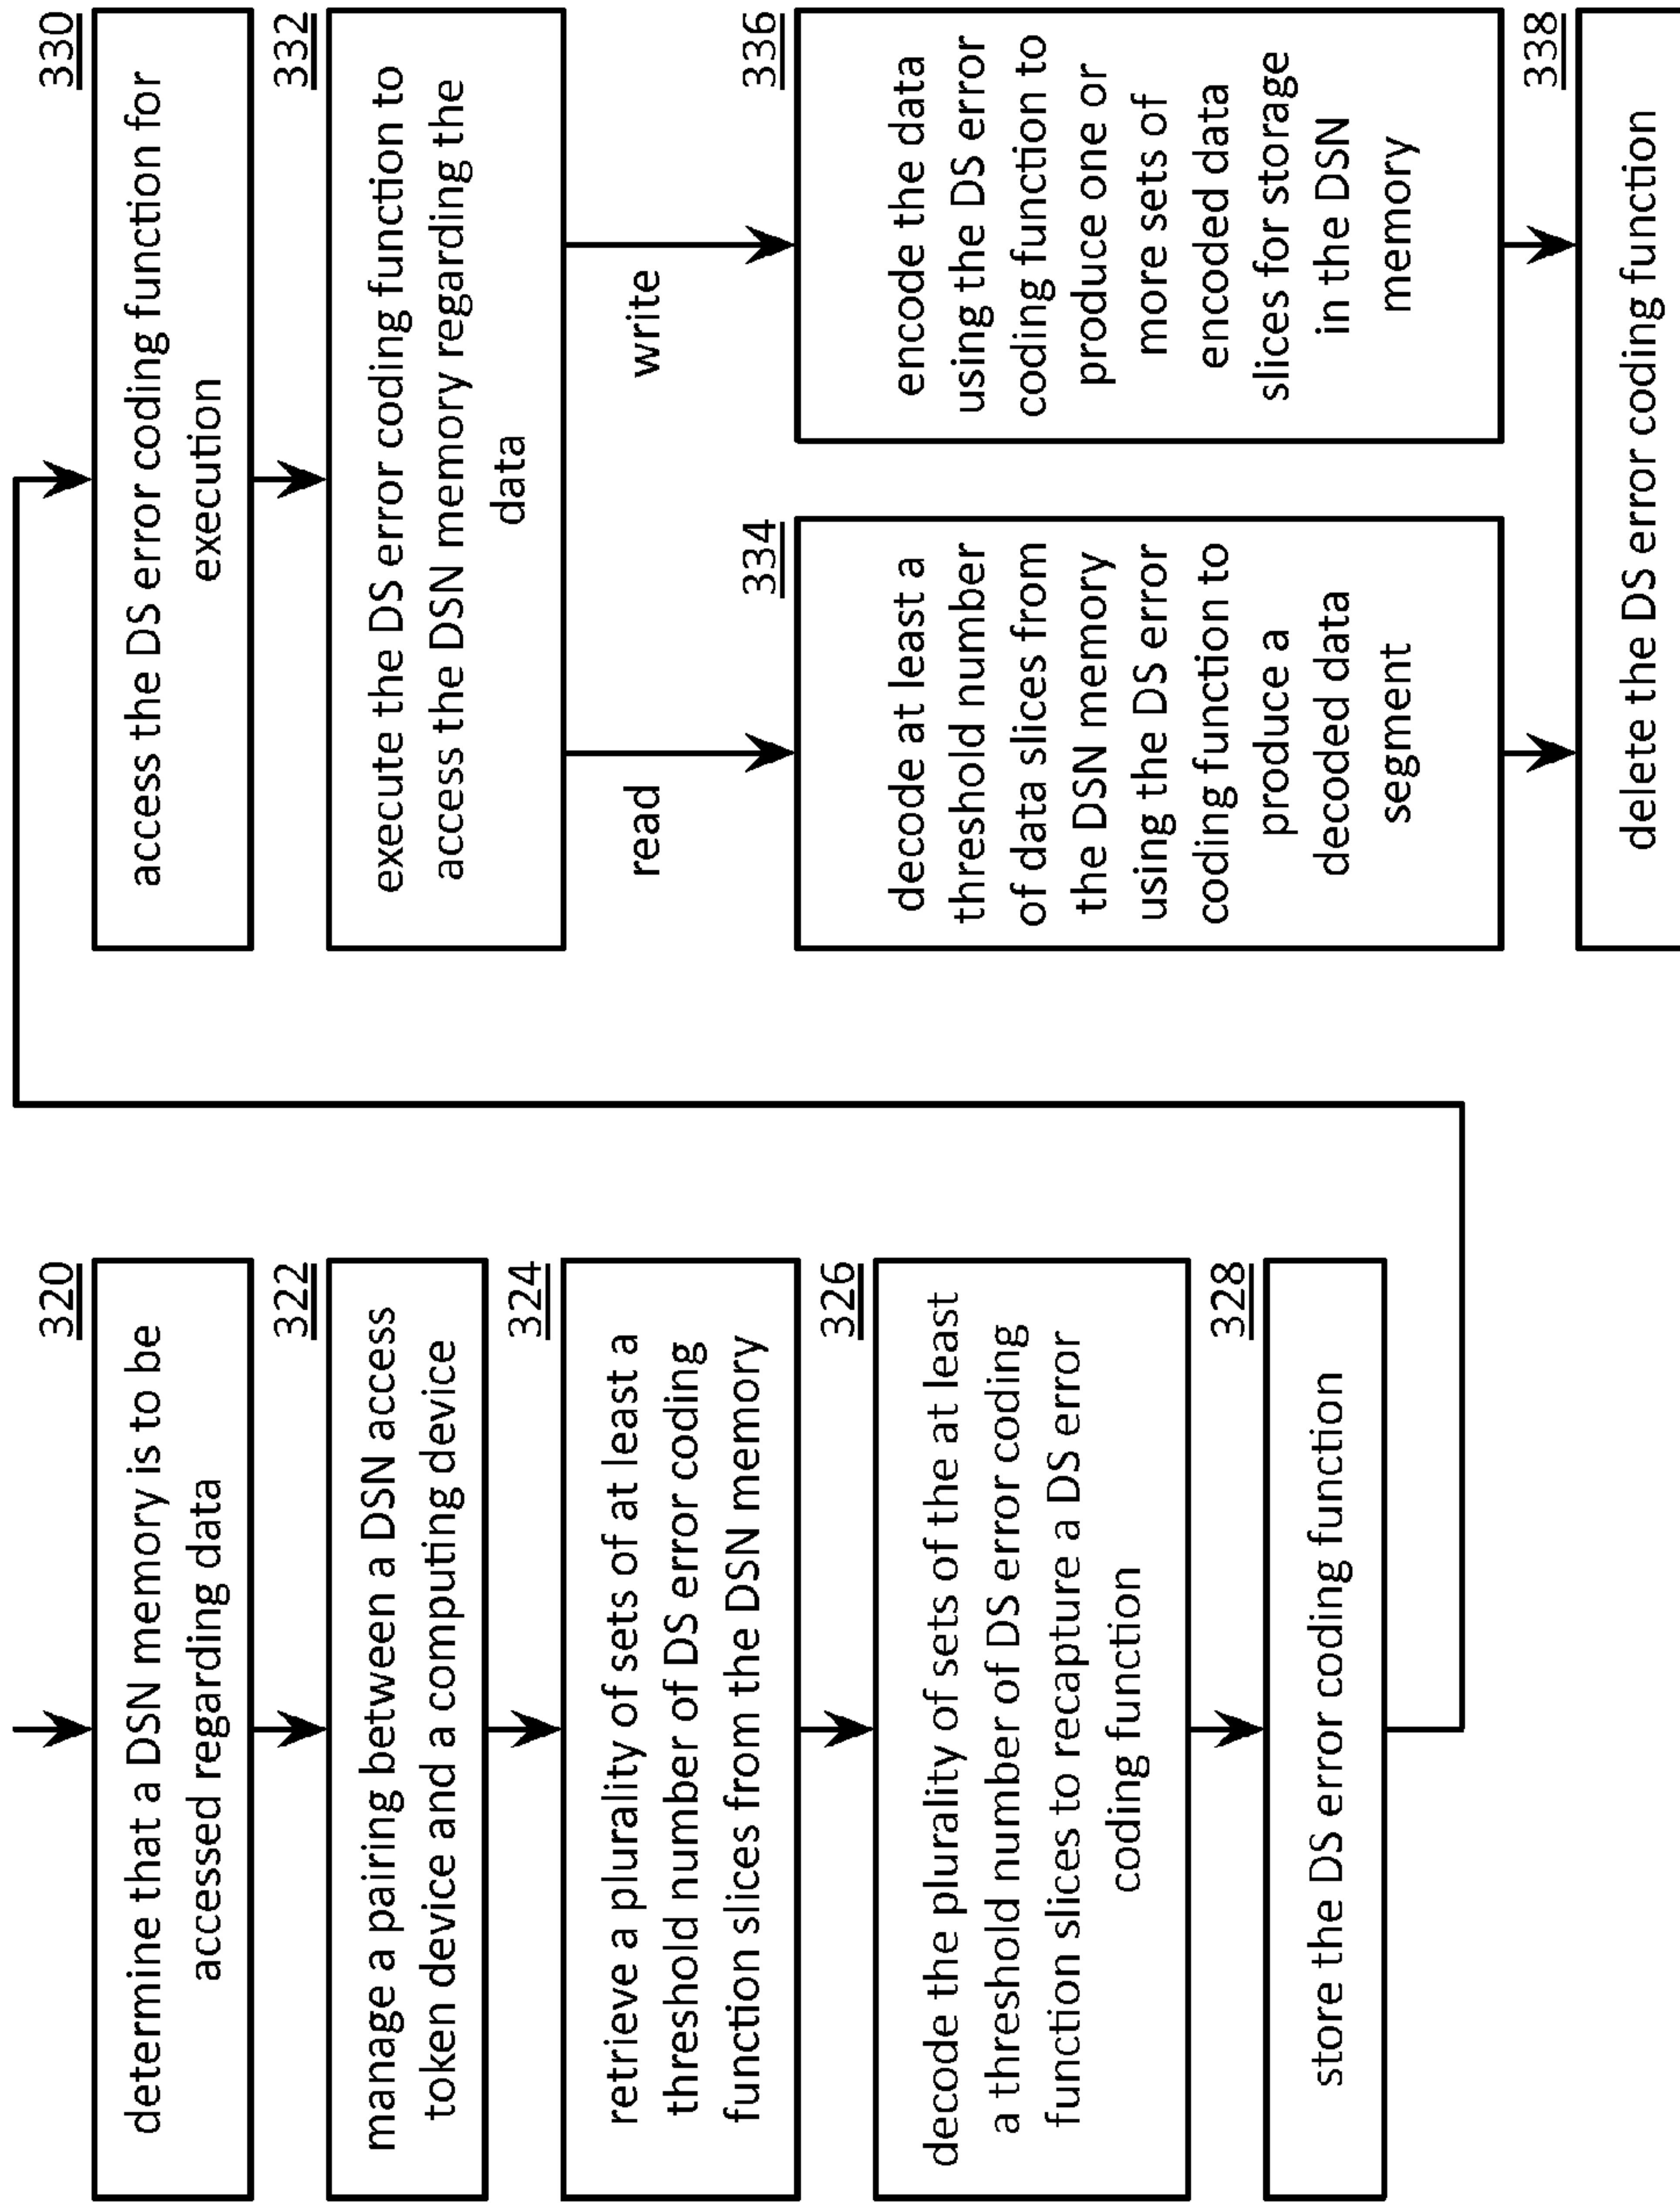 320
determine that a DSN memory is to be
accessed regarding data
322
manage a pairing between a DSN access
token device and a computing device
324
retrieve a plurality of sets of at least a
threshold number of DS error coding
function slices from the DSN memory
326
decode the plurality of sets of the at least
a threshold number of DS error coding
function slices to recapture a DS error
coding function
328
store the DS error coding function
330
access the DS error coding function for
execution
332
execute the DS error coding function to
access the DSN memory regarding the
data
read
write
334
decode at least a
threshold number
of data slices from
the DSN memory
using the DS error
coding function to
produce a
decoded data
segment
336
encode the data
using the DS error
coding function to
produce one or
more sets of
encoded data
slices for storage
in the DSN
memory
338
delete the DS error coding function